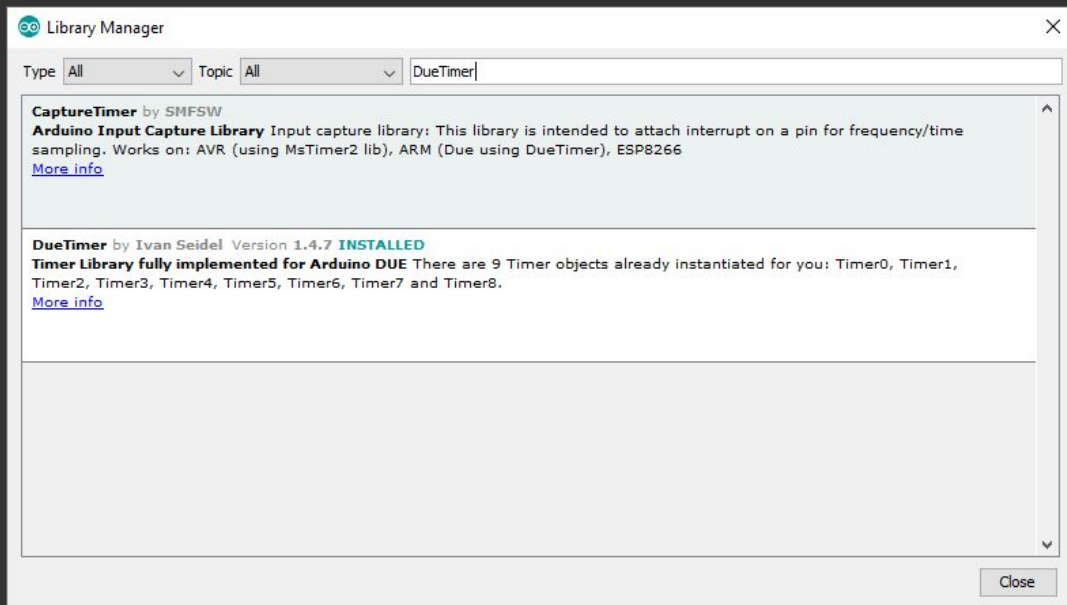 Library Manager
Type All Topic All DueTimer
CaptureTimer by SMFSW
Arduino Input Capture Library Input capture library: This library is intended to attach interrupt on a pin for frequency/time
sampling. Works on: AVR (using MsTimer2 lib), ARM (Due using DueTimer), ESP8266
More info
DueTimer by Ivan Seidel Version 1.4.7 INSTALLED
Timer Library fully implemented for Arduino DUE There are 9 Timer objects already instantiated for you: Timer0, Timer1,
Timer2, Timer3, Timer4, Timer5, Timer6, Timer7 and Timer8.
More info
Close